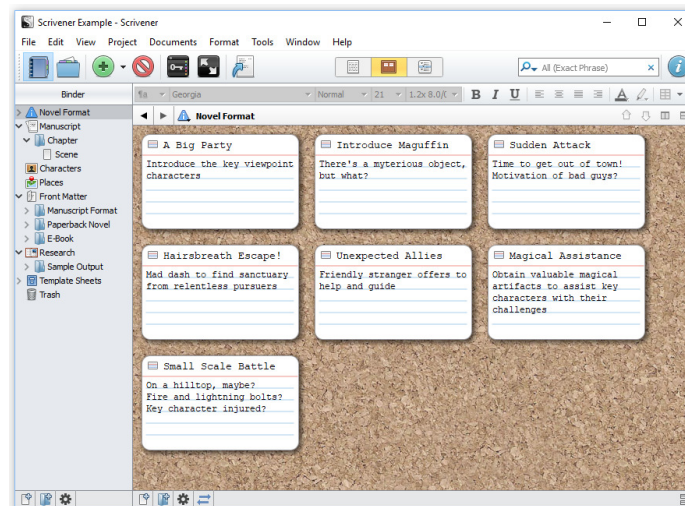 Scrivener Example - Scrivener
File Edit View Project Documents Format Tools Window Help
All (Exact Phrase)
Binder
Georgia Normal 21 1.2x 8.0/(
B I U A
Novel Format
Manuscript
Chapter
Scene
Characters
Places
Front Matter
Manuscript Format
Paperback Novel
E-Book
Research
Sample Output
Template Sheets
Trash
Novel Format
A Big Party
Introduce the key viewpoint
characters
Introduce Maguffin
There's a myterious object,
but what?
Sudden Attack
Time to get out of town!
Motivation of bad guys?
Hairsbreath Escape!
Mad dash to find sanctuary
from relentless pursuers
Unexpected Allies
Friendly stranger offers to
help and guide
Magical Assistance
Obtain valuable magical
artifacts to assist key
characters with their
challenges
Small Scale Battle
On a hilltop, maybe?
Fire and lightning bolts?
Key character injured?